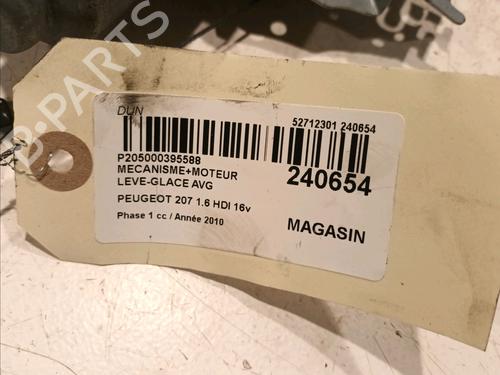 DUN
52712301 240654
P205000395588
MECANISME+MOTEUR
LEVE-GLACE AVG
240654
PEUGEOT 207 1.6 HDI 16v
Phase 1 cc / Année 2010
MAGASIN
B-PARTS